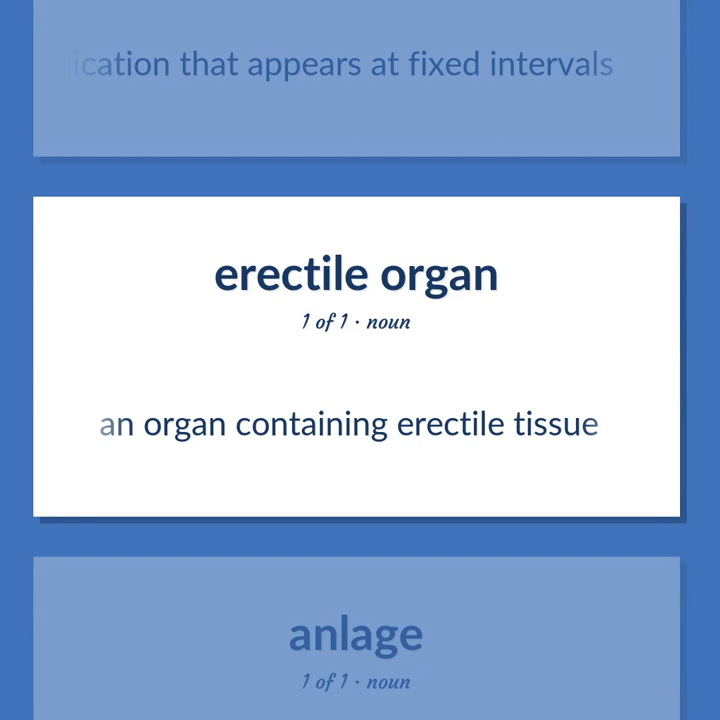 ication that appears at fixed intervals
erectile organ
1 of 1 · noun
an organ containing erectile tissue
anlage
1 of 1 · noun